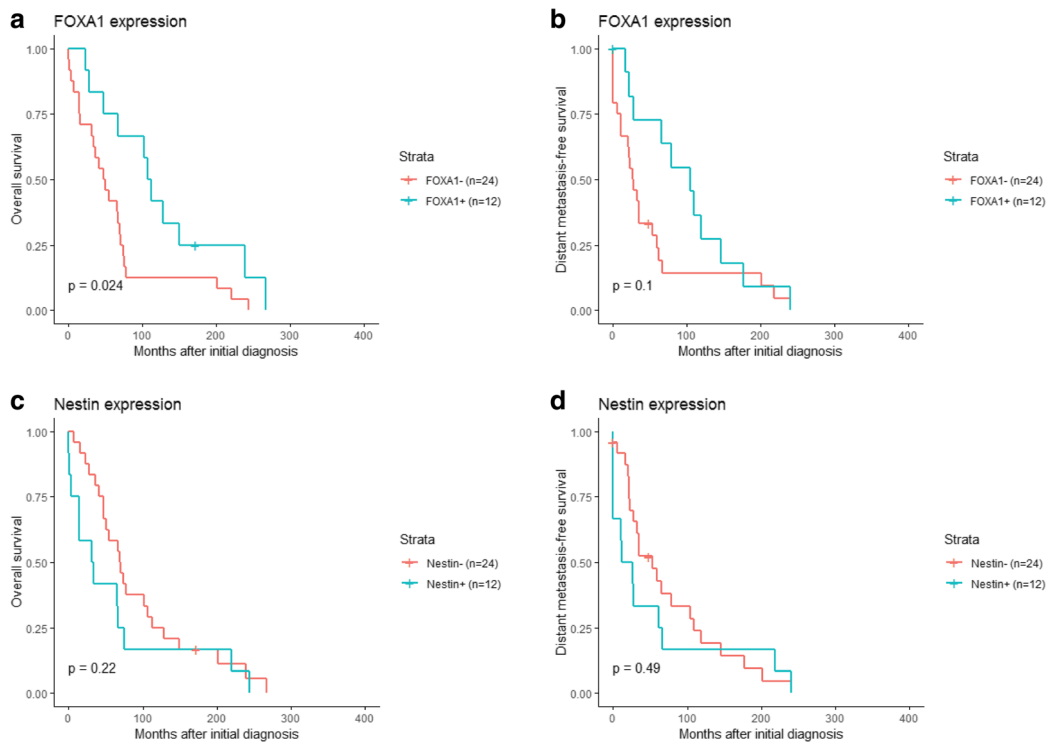 a
FOXA1 expression
Overall survival
1.00
0.75
0.50
0.25
0.00
p = 0.024
0
100
200
300
400
Months after initial diagnosis
Strata
FOXA1- (n=24)
FOXA1+ (n=12)
b
FOXA1 expression
Distant metastasis-free survival
1.00
0.75
0.50
0.25
0.00
p = 0.1
0
100
200
300
400
Months after initial diagnosis
Strata
FOXA1- (n=24)
FOXA1+ (n=12)
c
Nestin expression
Overall survival
1.00
0.75
0.50
0.25
0.00
p = 0.22
0
100
200
300
400
Months after initial diagnosis
Strata
Nestin- (n=24)
Nestin+ (n=12)
d
Nestin expression
Distant metastasis-free survival
1.00
0.75
0.50
0.25
0.00
p = 0.49
0
100
200
300
400
Months after initial diagnosis
Strata
Nestin- (n=24)
Nestin+ (n=12)